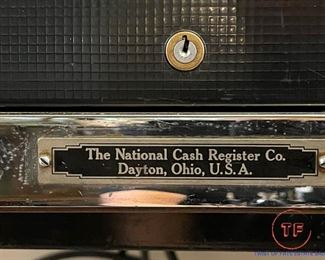 The National Cash Register Co.
Dayton, Ohio, U.S.A.
TF